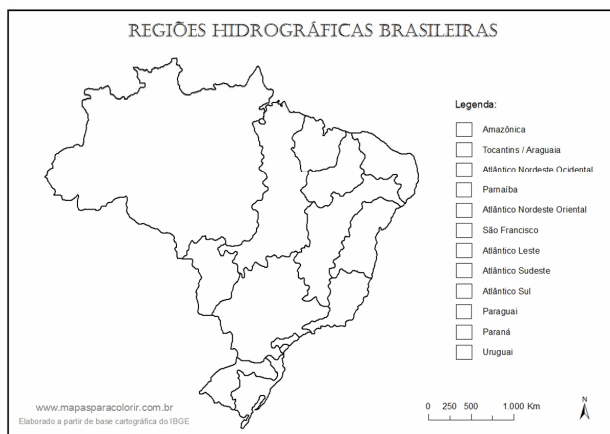 REGIÕES HIDROGRÁFICAS BRASILEIRAS
Legenda:
Amazônica
Tocantins / Araguaia
Atlântico Nordeste Ocidental
Parnaíba
Atlântico Nordeste Oriental
São Francisco
Atlântico Leste
Atlântico Sudeste
Atlântico Sul
Paraguai
Paraná
Uruguai
www.mapasparacolorir.com.br
Elaborado a partir de base cartográfica do IBGE
0 250 500 1.000 Km
N